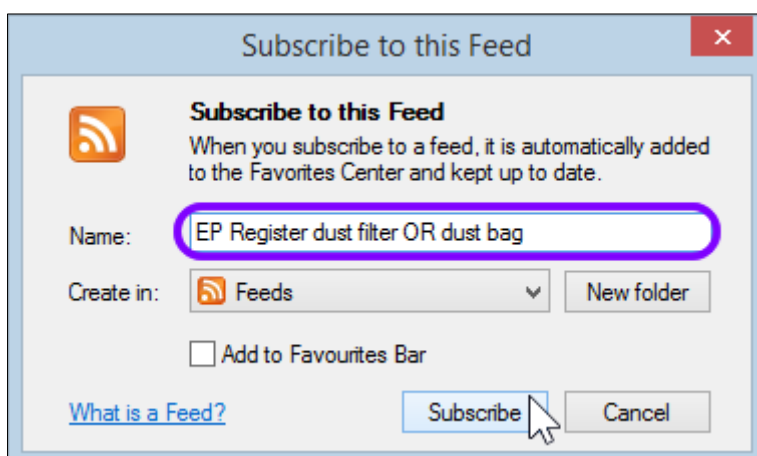 Subscribe to this Feed
Subscribe to this Feed
When you subscribe to a feed, it is automatically added
to the Favorites Center and kept up to date.
Name: EP Register dust filter OR dust bag
Create in: Feeds New folder
Add to Favourites Bar
What is a Feed? Subscribe Cancel